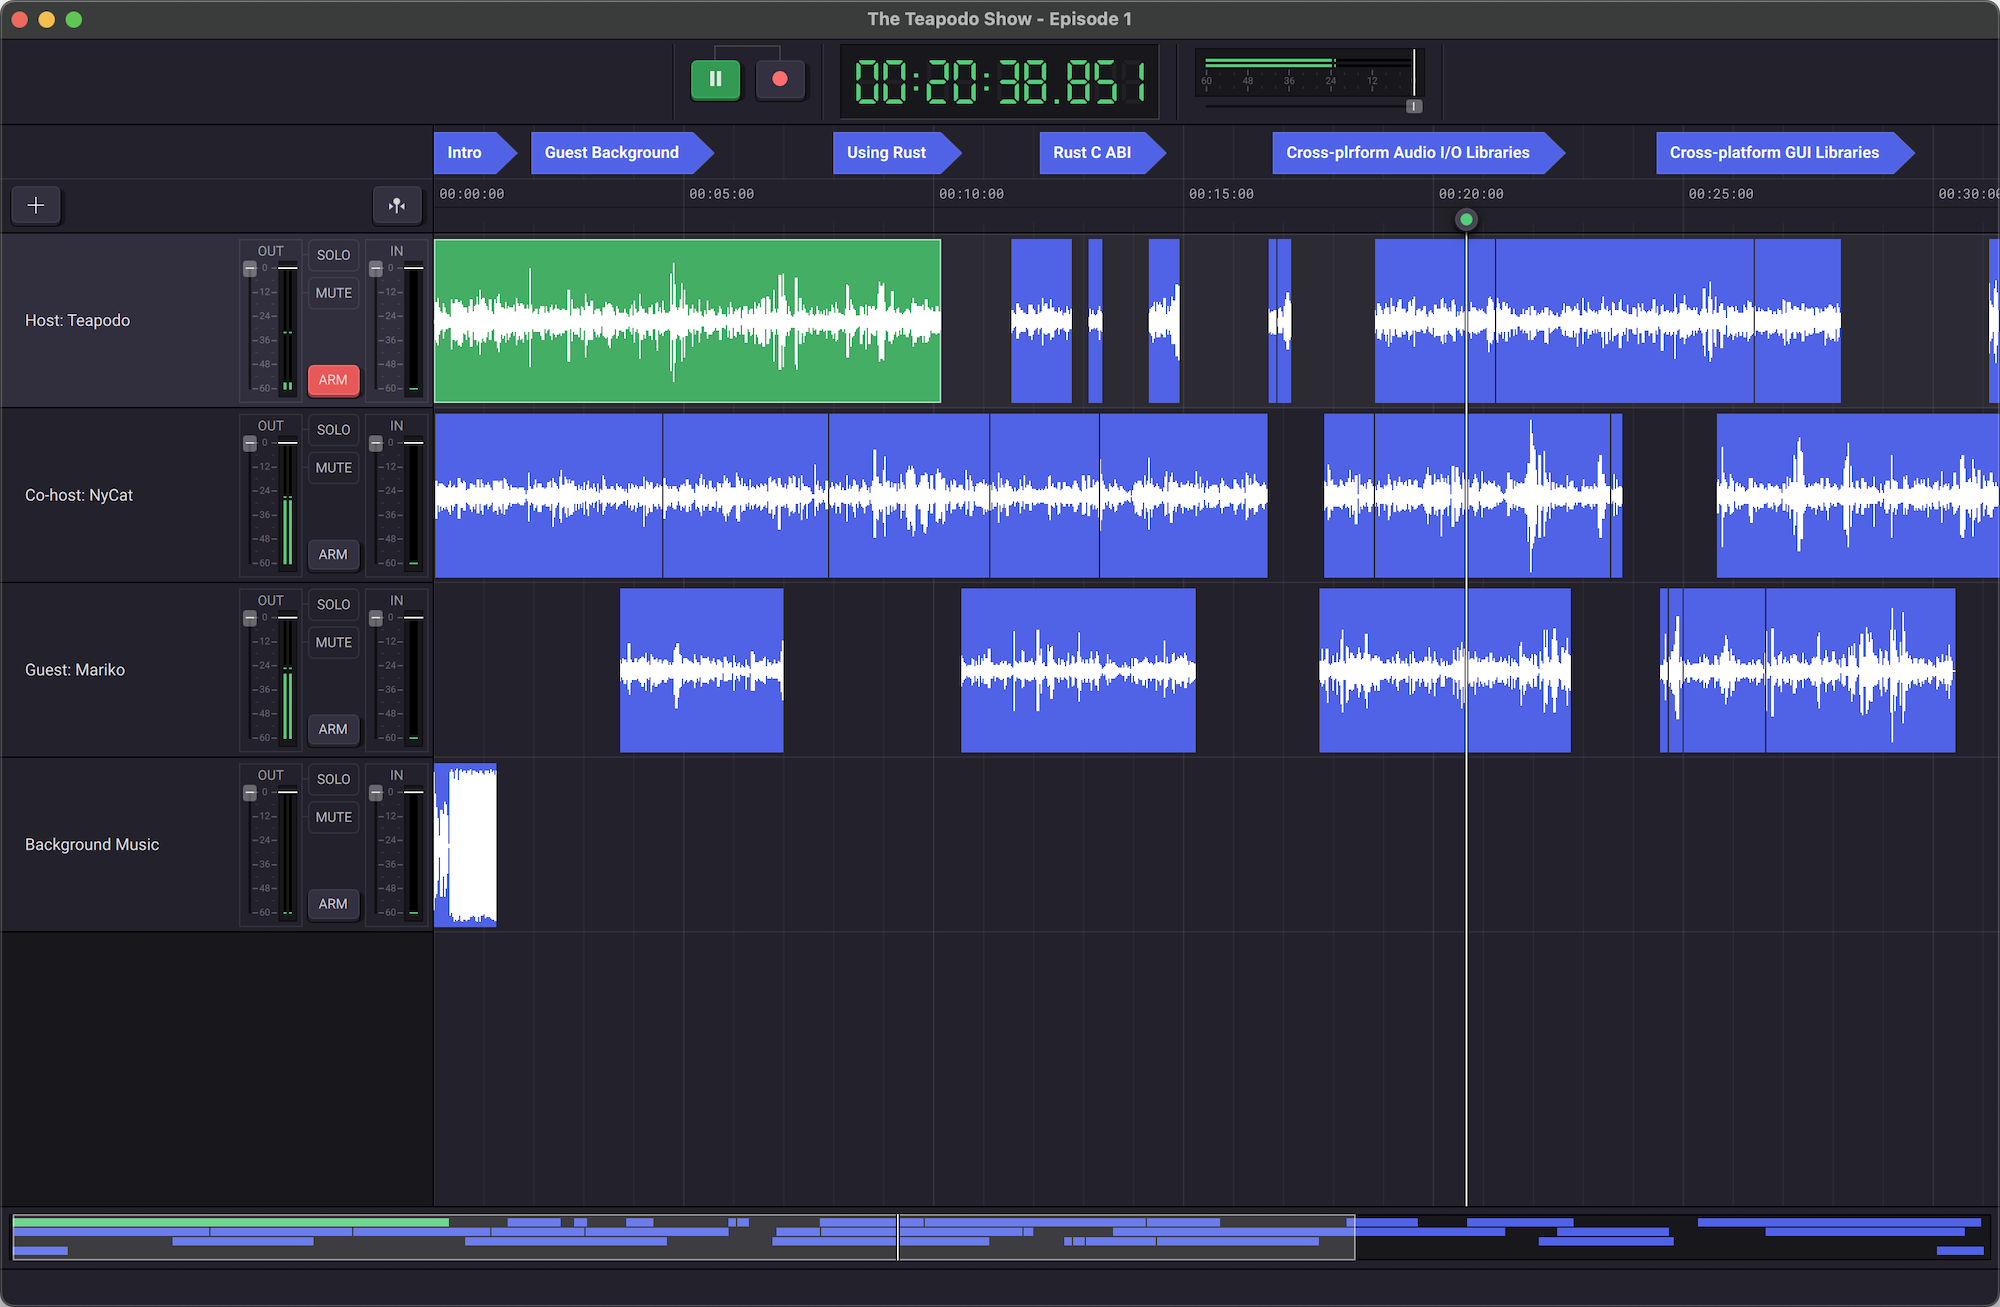 The Teapodo Show - Episode 1
00:20:38.851
60 48 36 24 12
Intro
Guest Background
Using Rust
Rust C ABI
Cross-plrform Audio I/O Libraries
Cross-platform GUI Libraries
00:00:00 00:05:00 00:10:00 00:15:00 00:20:00 00:25:00 00:30:00
Host: Teapodo
OUT
0
-12
-24
-36
-48
-60
SOLO
MUTE
ARM
IN
0
-12
-24
-36
-48
-60
Co-host: NyCat
OUT
0
-12
-24
-36
-48
-60
SOLO
MUTE
ARM
IN
0
-12
-24
-36
-48
-60
Guest: Mariko
OUT
0
-12
-24
-36
-48
-60
SOLO
MUTE
ARM
IN
0
-12
-24
-36
-48
-60
Background Music
OUT
0
-12
-24
-36
-48
-60
SOLO
MUTE
ARM
IN
0
-12
-24
-36
-48
-60